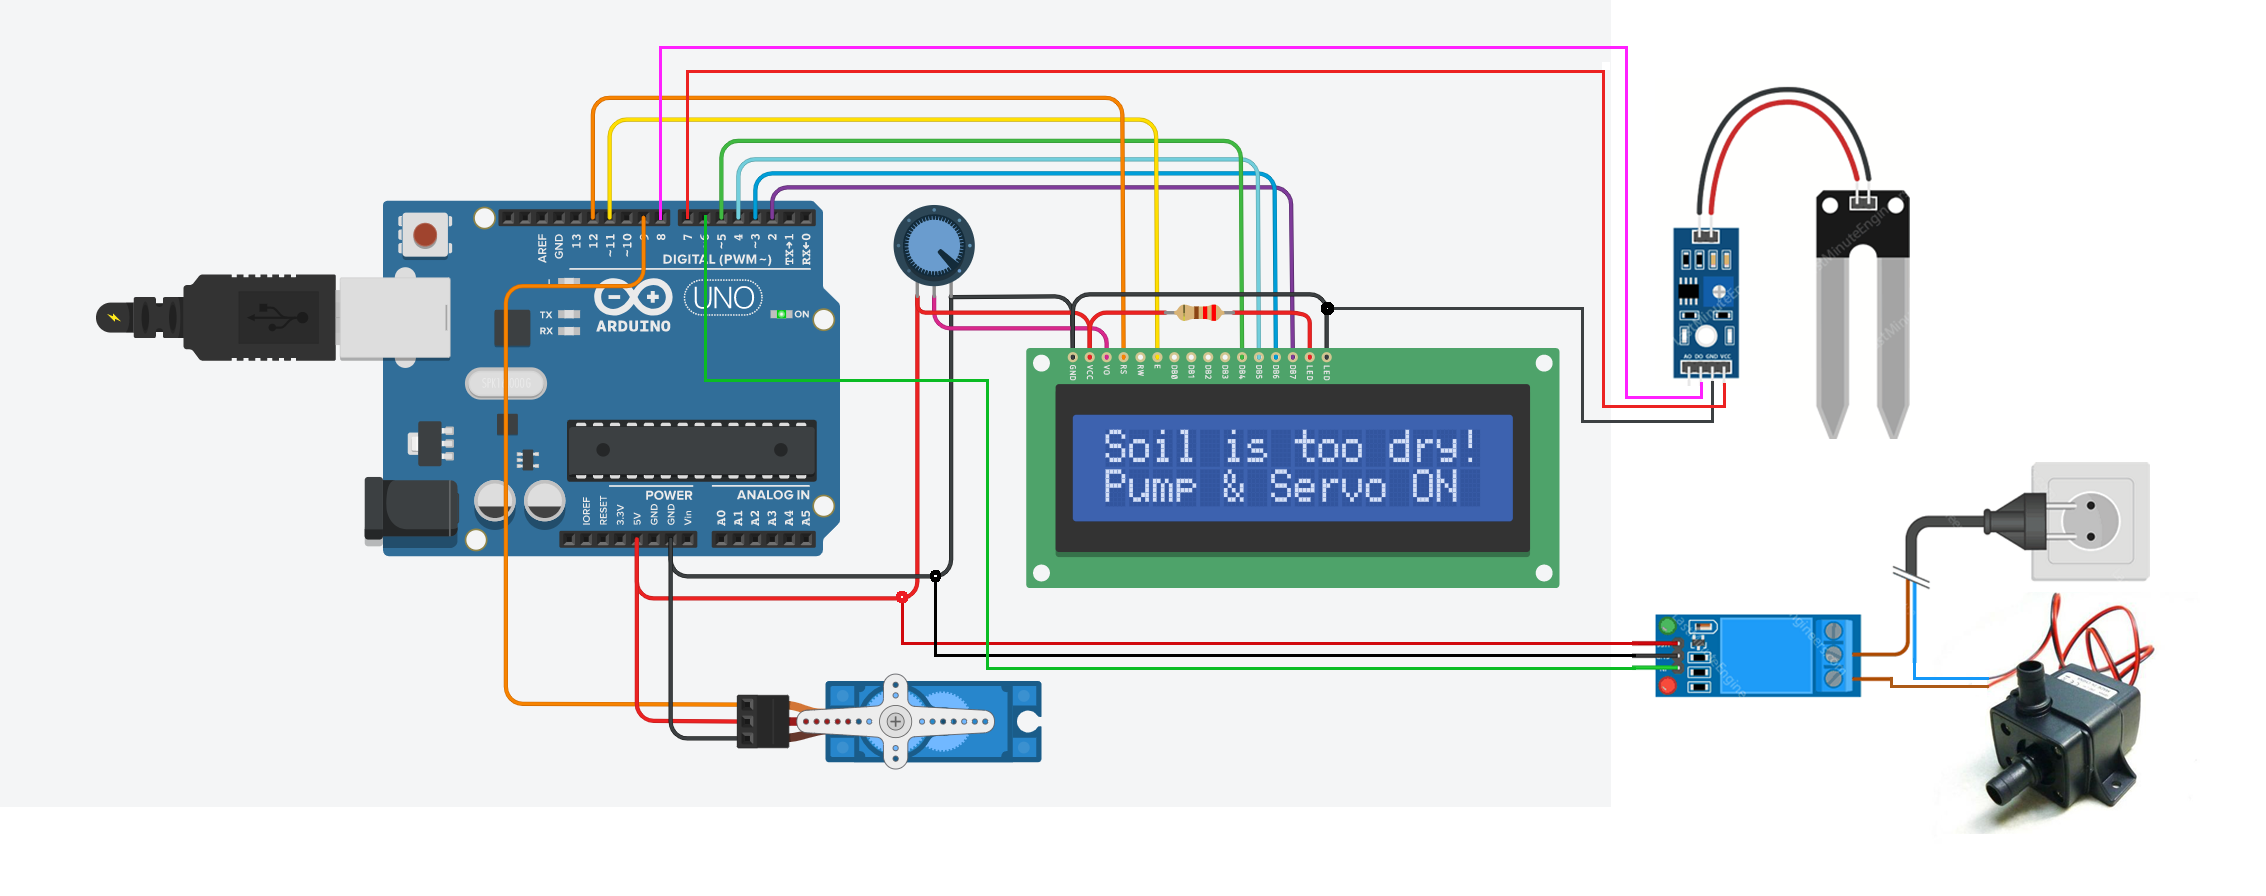 AREF
GND
13
12
~11
~10
9
8
7
~5
4
~3
2
TX→1
RX←0
DIGITAL (PWM~)
L
TX
RX
ARDUINO
UNO
ON
POWER
ANALOG IN
IOREF
RESET
3.3V
5V
GND
GND
Vin
A0
A1
A2
A3
A4
A5
GND
VCC
VO
RS
RW
E
DB0
DB1
DB2
DB3
DB4
DB5
DB6
DB7
LED
LED
Soil is too dry!
Pump & Servo ON
AO DO GND VCC